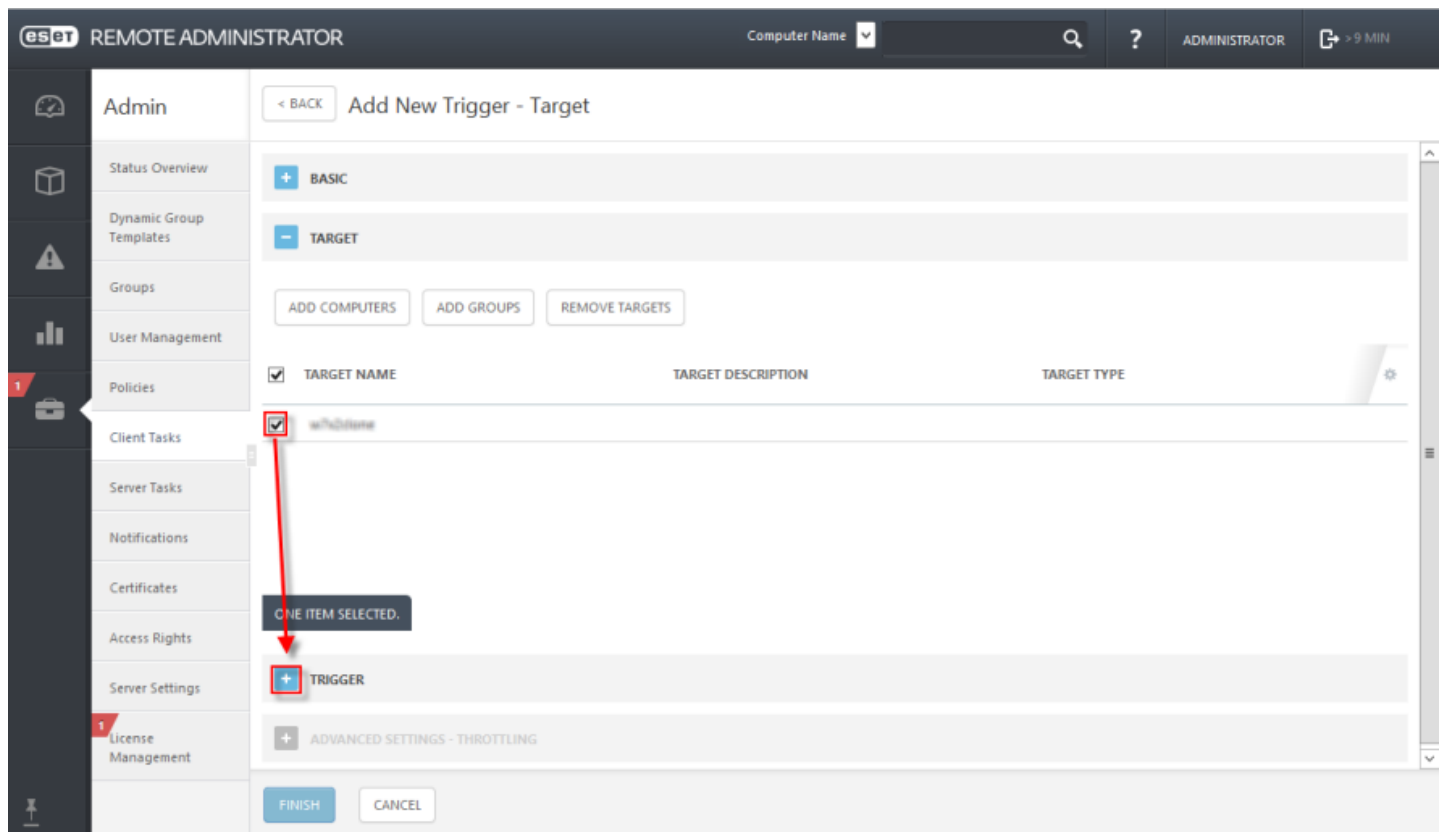 eset REMOTE ADMINISTRATOR
Computer Name
?
ADMINISTRATOR
>9 MIN
Admin
< BACK
Add New Trigger - Target
Status Overview
Dynamic Group
Templates
Groups
User Management
Policies
Client Tasks
Server Tasks
Notifications
Certificates
Access Rights
Server Settings
License
Management
1
1
+ BASIC
− TARGET
ADD COMPUTERS
ADD GROUPS
REMOVE TARGETS
TARGET NAME
TARGET DESCRIPTION
TARGET TYPE
ONE ITEM SELECTED.
+ TRIGGER
+ ADVANCED SETTINGS - THROTTLING
FINISH
CANCEL